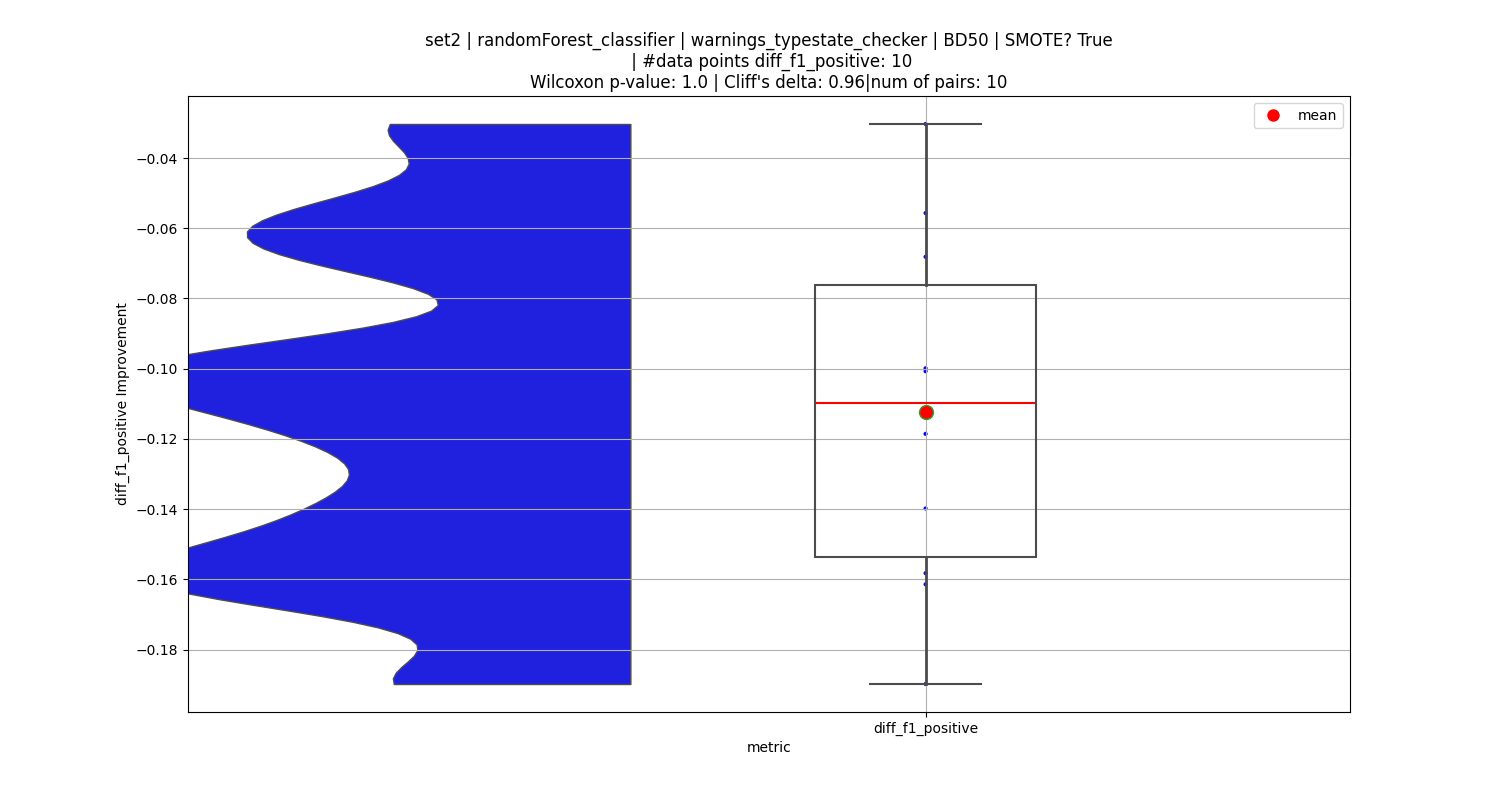 set2 | randomForest_classifier | warnings_typestate_checker | BD50 | SMOTE? True
| #data points diff_f1_positive: 10
Wilcoxon p-value: 1.0 | Cliff's delta: 0.96|num of pairs: 10
mean
−0.04
−0.06
−0.08
−0.10
−0.12
−0.14
−0.16
−0.18
diff_f1_positive Improvement
diff_f1_positive
metric